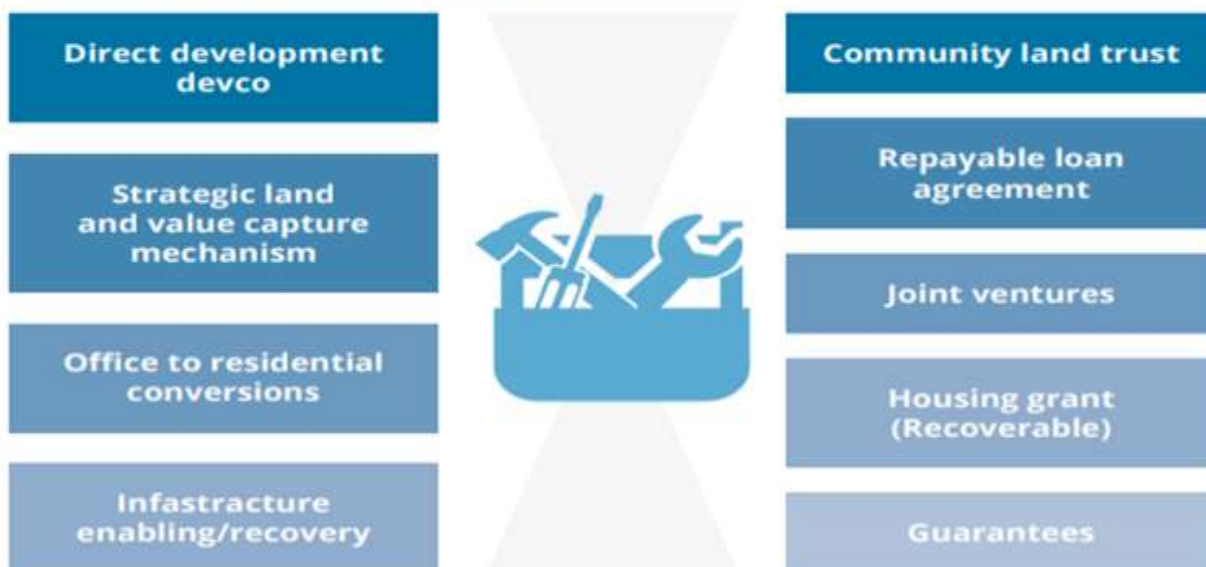 Direct development
devco
Strategic land
and value capture
mechanism
Office to residential
conversions
Infastracture
enabling/recovery
Community land trust
Repayable loan
agreement
Joint ventures
Housing grant
(Recoverable)
Guarantees